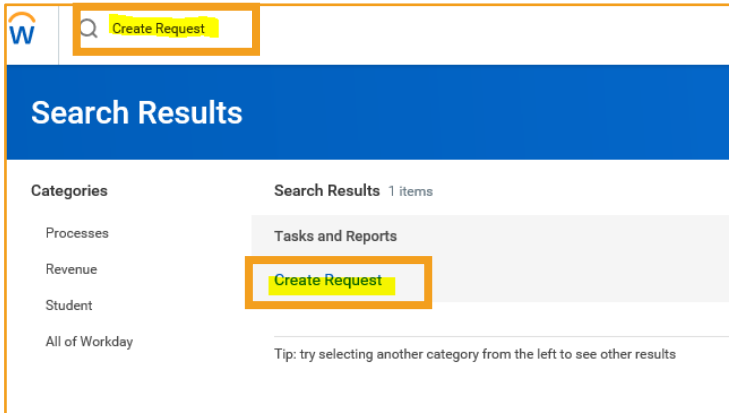 W
Create Request
Search Results
Categories
Processes
Revenue
Student
All of Workday
Search Results 1 items
Tasks and Reports
Create Request
Tip: try selecting another category from the left to see other results